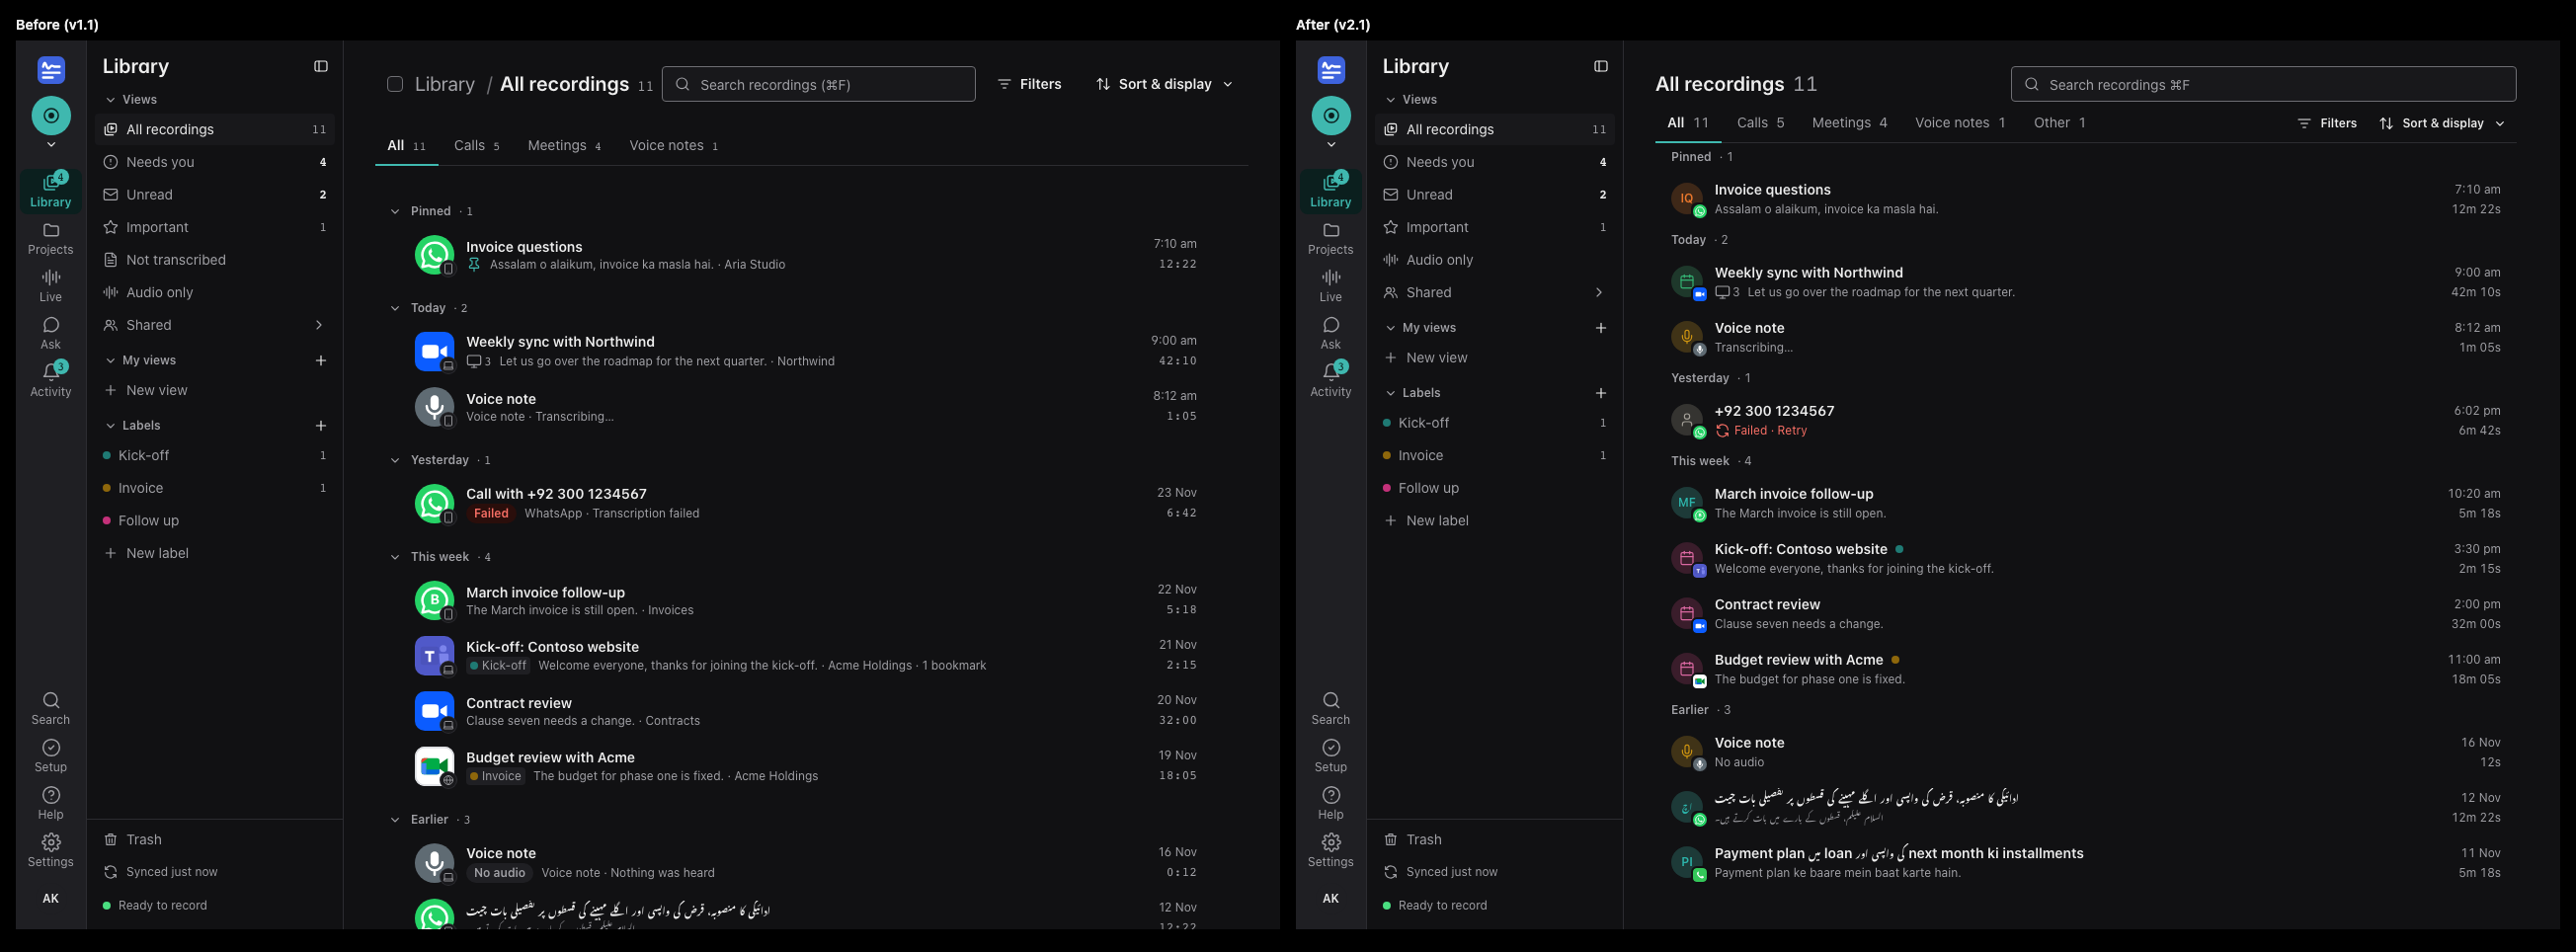 Before (v1.1)
Library
Views
All recordings 11
Needs you 4
Unread 2
Important 1
Not transcribed
Audio only
Shared
My views
New view
Labels
Kick-off 1
Invoice 1
Follow up
New label
Trash
Synced just now
Ready to record
4
Library
Projects
Live
Ask
3
Activity
Search
Setup
Help
Settings
AK
Library / All recordings 11
Search recordings (⌘F)
Filters
Sort & display
All 11 Calls 5 Meetings 4 Voice notes 1
Pinned · 1
Invoice questions 7:10 am
Assalam o alaikum, invoice ka masla hai. · Aria Studio 12:22
Today · 2
Weekly sync with Northwind 9:00 am
3 Let us go over the roadmap for the next quarter. · Northwind 42:10
Voice note 8:12 am
Voice note · Transcribing... 1:05
Yesterday · 1
Call with +92 300 1234567 23 Nov
Failed WhatsApp · Transcription failed 6:42
This week · 4
B
March invoice follow-up 22 Nov
The March invoice is still open. · Invoices 5:18
T
Kick-off: Contoso website 21 Nov
Kick-off Welcome everyone, thanks for joining the kick-off. · Acme Holdings · 1 bookmark 2:15
Contract review 20 Nov
Clause seven needs a change. · Contracts 32:00
Budget review with Acme 19 Nov
Invoice The budget for phase one is fixed. · Acme Holdings 18:05
Earlier · 3
Voice note 16 Nov
No audio Voice note · Nothing was heard 0:12
ادائیگی کا منصوبہ، قرض کی واپسی اور اگلے مہینے کی قسطوں پر تفصیلی بات چیت 12 Nov
12:22
After (v2.1)
Library
Views
All recordings 11
Needs you 4
Unread 2
Important 1
Audio only
Shared
My views
New view
Labels
Kick-off 1
Invoice 1
Follow up
New label
Trash
Synced just now
Ready to record
4
Library
Projects
Live
Ask
3
Activity
Search
Setup
Help
Settings
AK
All recordings 11
Search recordings ⌘F
All 11 Calls 5 Meetings 4 Voice notes 1 Other 1
Filters
Sort & display
Pinned · 1
IQ
Invoice questions 7:10 am
Assalam o alaikum, invoice ka masla hai. 12m 22s
Today · 2
Weekly sync with Northwind 9:00 am
3 Let us go over the roadmap for the next quarter. 42m 10s
Voice note 8:12 am
Transcribing... 1m 05s
Yesterday · 1
+92 300 1234567 6:02 pm
Failed · Retry 6m 42s
This week · 4
MF
March invoice follow-up 10:20 am
The March invoice is still open. 5m 18s
Kick-off: Contoso website 3:30 pm
Welcome everyone, thanks for joining the kick-off. 2m 15s
Contract review 2:00 pm
Clause seven needs a change. 32m 00s
Budget review with Acme 11:00 am
The budget for phase one is fixed. 18m 05s
Earlier · 3
Voice note 16 Nov
No audio 12s
ادائیگی کا منصوبہ، قرض کی واپسی اور اگلے مہینے کی قسطوں پر تفصیلی بات چیت 12 Nov
السلام علیکم، قسطوں کے بارے میں بات کرتے ہیں۔ 12m 22s
PI
Payment plan میں loan کی واپسی اور next month ki installments 11 Nov
Payment plan ke baare mein baat karte hain. 5m 18s